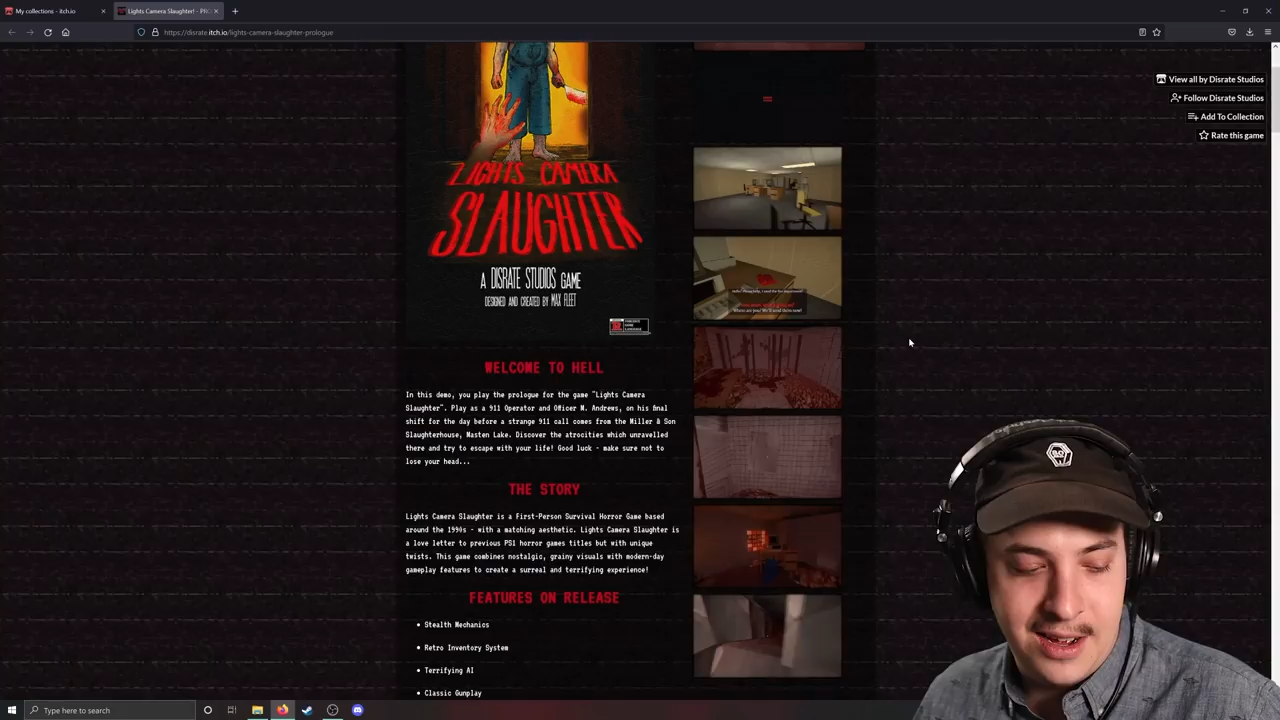 My collections - itch.io
Lights Camera Slaughter! - PRO
https://disrate.itch.io/lights-camera-slaughter-prologue
View all by Disrate Studios
Follow Disrate Studios
Add To Collection
Rate this game
LIGHTS CAMERA
SLAUGHTER
A DISRATE STUDIOS GAME
DESIGNED AND CREATED BY MAX FLEET
WELCOME TO HELL
In this demo, you play the prologue for the game "Lights Camera
Slaughter". Play as a 911 Operator and Officer M. Andrews, on his final
shift for the day before a strange 911 call comes from the Miller & Son
Slaughterhouse, Masten Lake. Discover the atrocities which unravelled
there and try to escape with your life! Good luck - make sure not to
lose your head...
THE STORY
Lights Camera Slaughter is a First-Person Survival Horror Game based
around the 1990s - with a matching aesthetic. Lights Camera Slaughter is
a love letter to previous PS1 horror games titles but with unique
twists. This game combines nostalgic, grainy visuals with modern-day
gameplay features to create a surreal and terrifying experience!
FEATURES ON RELEASE
• Stealth Mechanics
• Retro Inventory System
• Terrifying AI
• Classic Gunplay
Type here to search